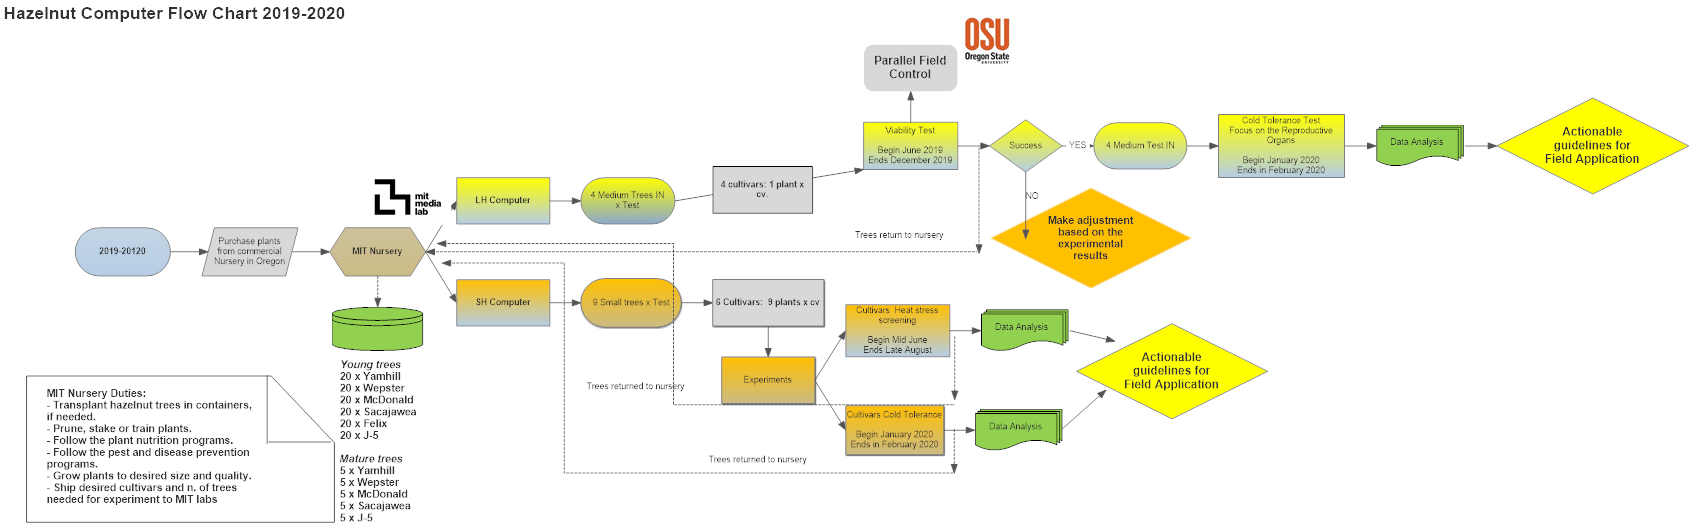 Hazelnut Computer Flow Chart 2019-2020
OSU
Oregon State
UNIVERSITY
Parallel Field
Control
Viability Test
Begin June 2019
Ends December 2019
Success
YES
4 Medium Test IN
Cold Tolerance Test
Focus on the Reproductive
Organs
Begin January 2020
Ends in February 2020
Data Analysis
Actionable
guidelines for
Field Application
NO
Make adjustment
based on the
experimental
results
mit
media
lab
LH Computer
4 Medium Trees IN
x Test
4 cultivars: 1 plant x
cv.
Trees return to nursery
2019-20120
Purchase plants
from commercial
Nursery in Oregon
MIT Nursery
SH Computer
9 Small trees x Test
6 Cultivars:  9 plants x cv
Cultivars  Heat stress
screening
Begin Mid June
Ends Late August
Data Analysis
Experiments
Trees returned to nursery
Cultivars Cold Tolerance
Begin January 2020
Ends in February 2020
Data Analysis
Actionable
guidelines for
Field Application
Trees returned to nursery
Young trees
20 x Yamhill
20 x Wepster
20 x McDonald
20 x Sacajawea
20 x Felix
20 x J-5
Mature trees
5 x Yamhill
5 x Wepster
5 x McDonald
5 x Sacajawea
5 x J-5
MIT Nursery Duties:
- Transplant hazelnut trees in containers,
if needed.
- Prune, stake or train plants.
- Follow the plant nutrition programs.
- Follow the pest and disease prevention
programs.
- Grow plants to desired size and quality.
- Ship desired cultivars and n. of trees
needed for experiment to MIT labs